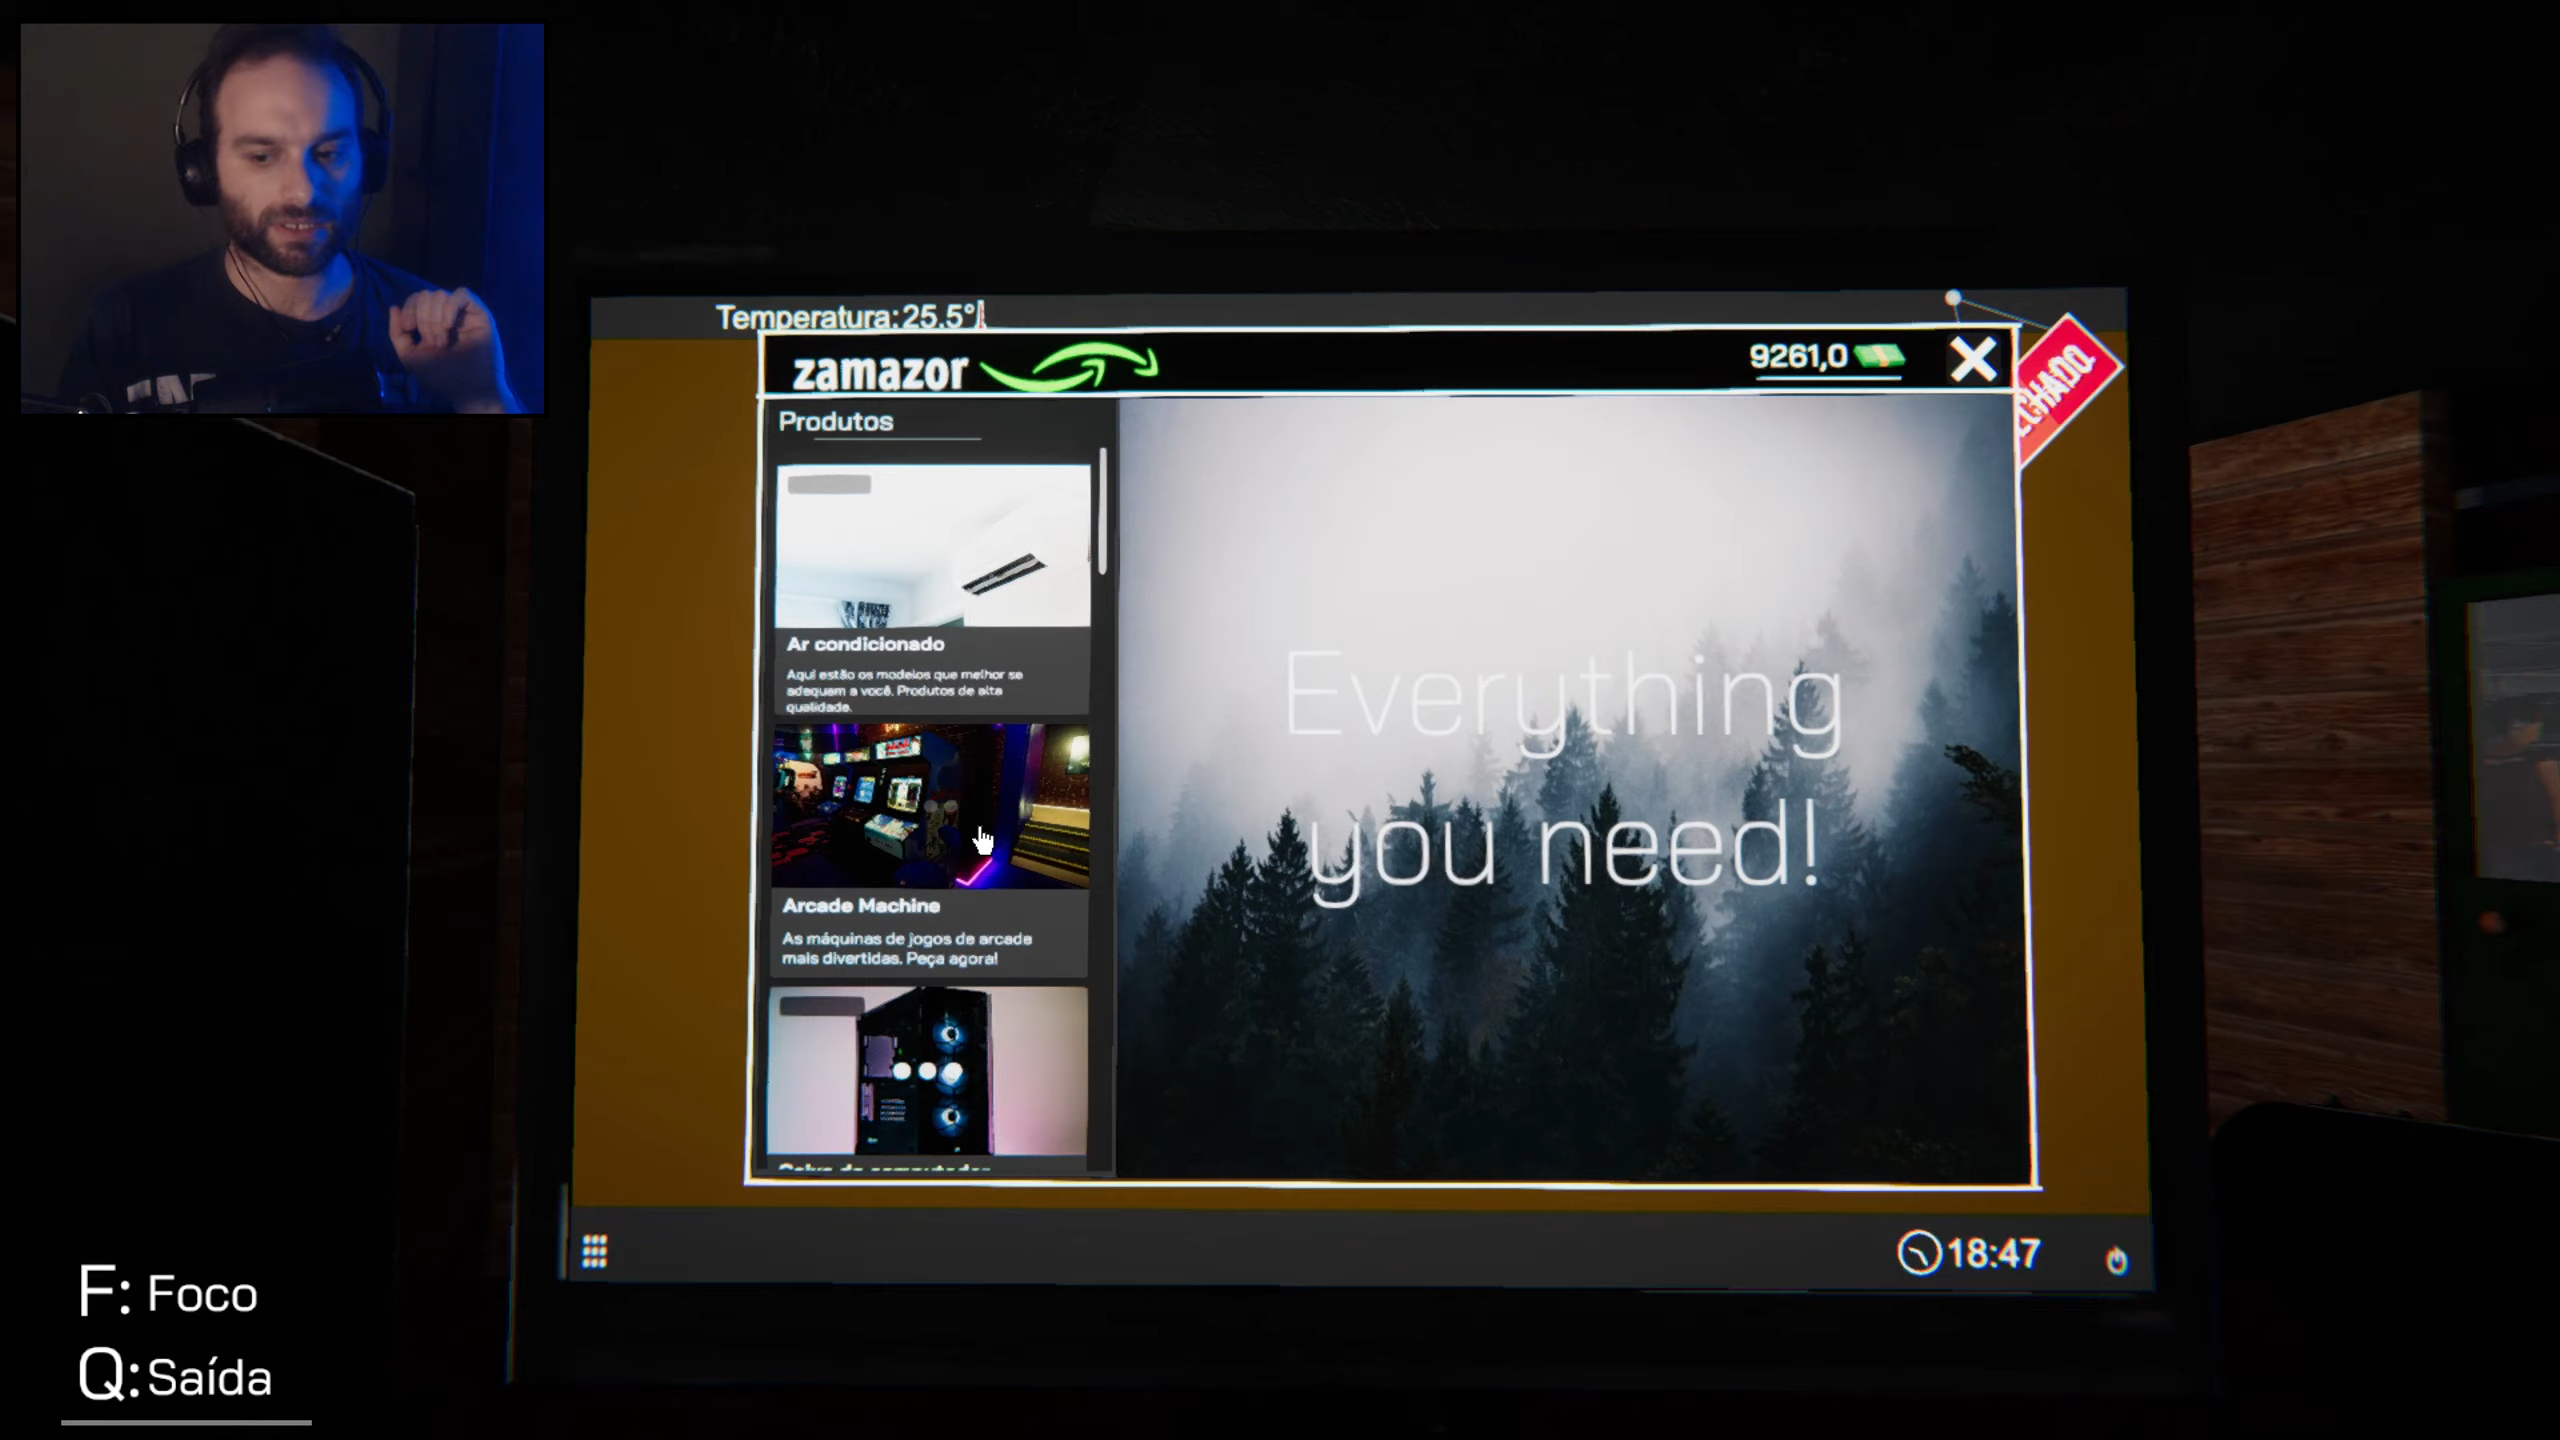 Temperatura:25.5°
zamazor
9261,0
Produtos
Ar condicionado
Aqui estão os modelos que melhor se
adequam a você. Produtos de alta
qualidade.
Arcade Machine
As máquinas de jogos de arcade
mais divertidas. Peça agora!
Everything
you need!
18:47
F: Foco
Q: Saída